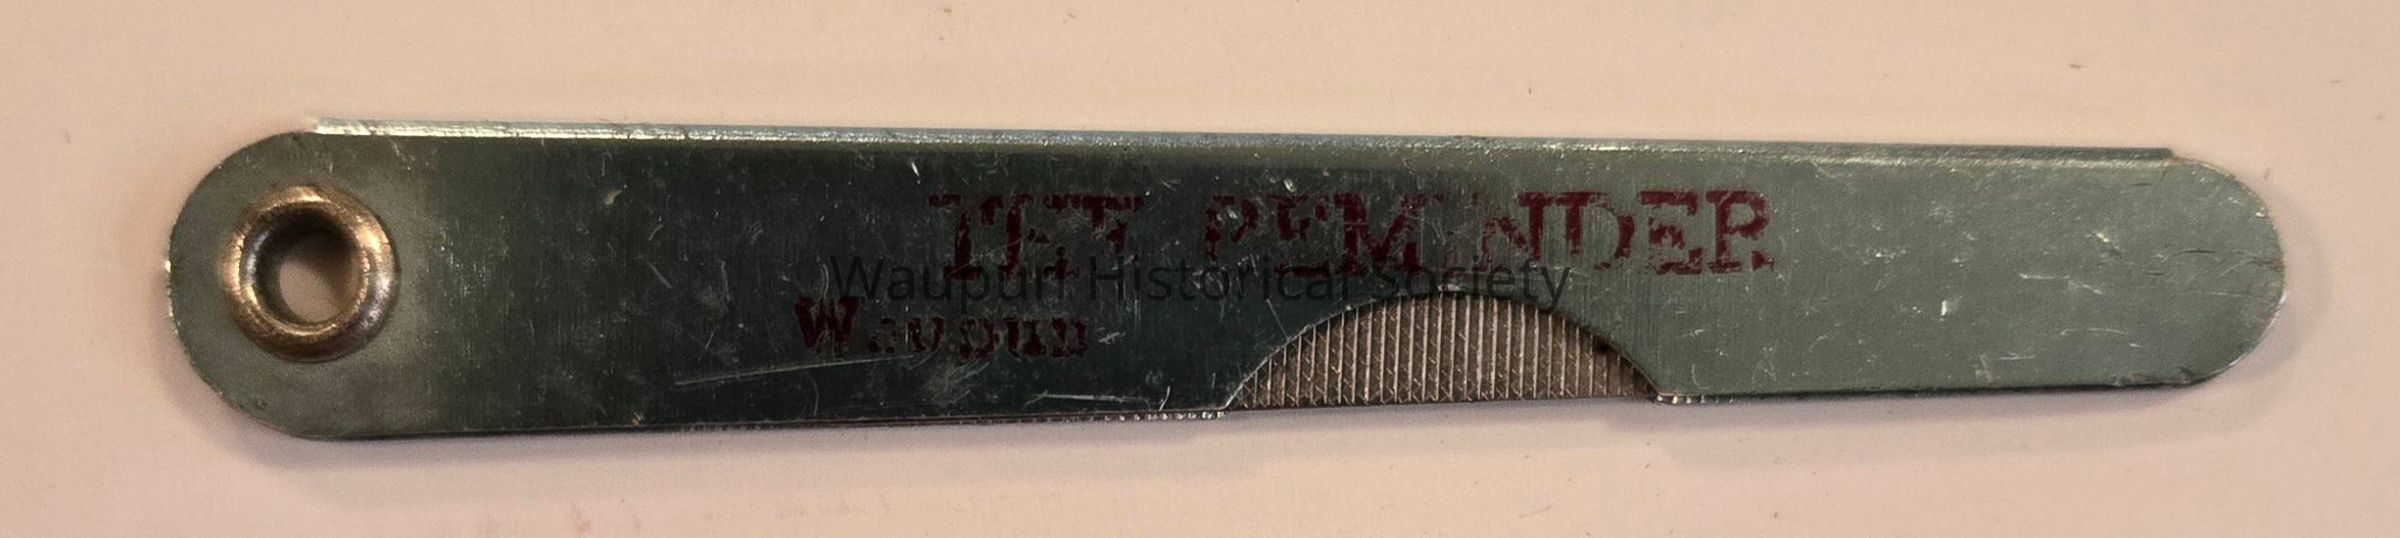 THE REMINDER
Waupun Historical Society
Waupun